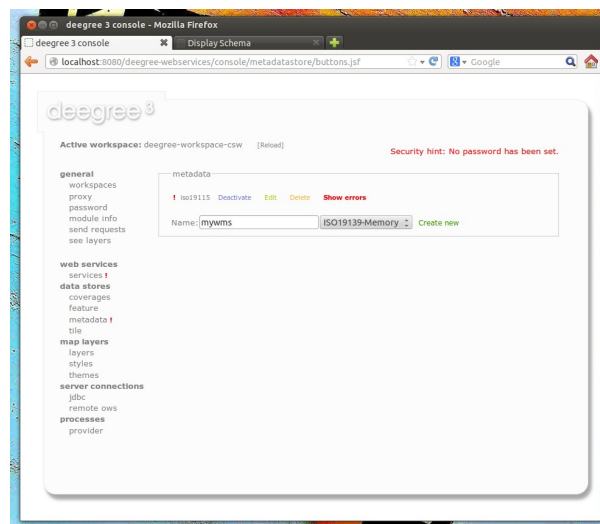 deegree 3 console - Mozilla Firefox
deegree 3 console
Display Schema
localhost:8080/deegree-webservices/console/metadatastore/buttons.jsf
Google
deegree 3
Active workspace: deegree-workspace-csw [Reload]
Security hint: No password has been set.
general
workspaces
proxy
password
module info
send requests
see layers
web services
services !
data stores
coverages
feature
metadata !
tile
map layers
layers
styles
themes
server connections
jdbc
remote ows
processes
provider
metadata
! iso19115 Deactivate Edit Delete Show errors
Name: mywms ISO19139-Memory Create new